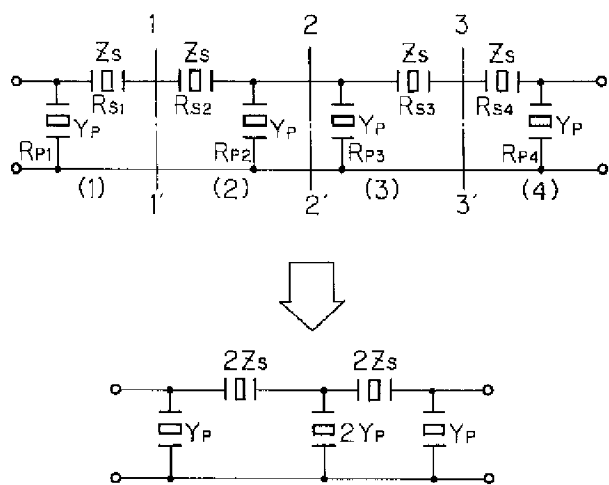 1 2 3
Zs Zs Zs Zs
Rs1 Rs2 Rs3 Rs4
YP YP YP YP
RP1 RP2 RP3 RP4
(1) (2) (3) (4)
1' 2' 3'
2Zs 2Zs
YP 2YP YP